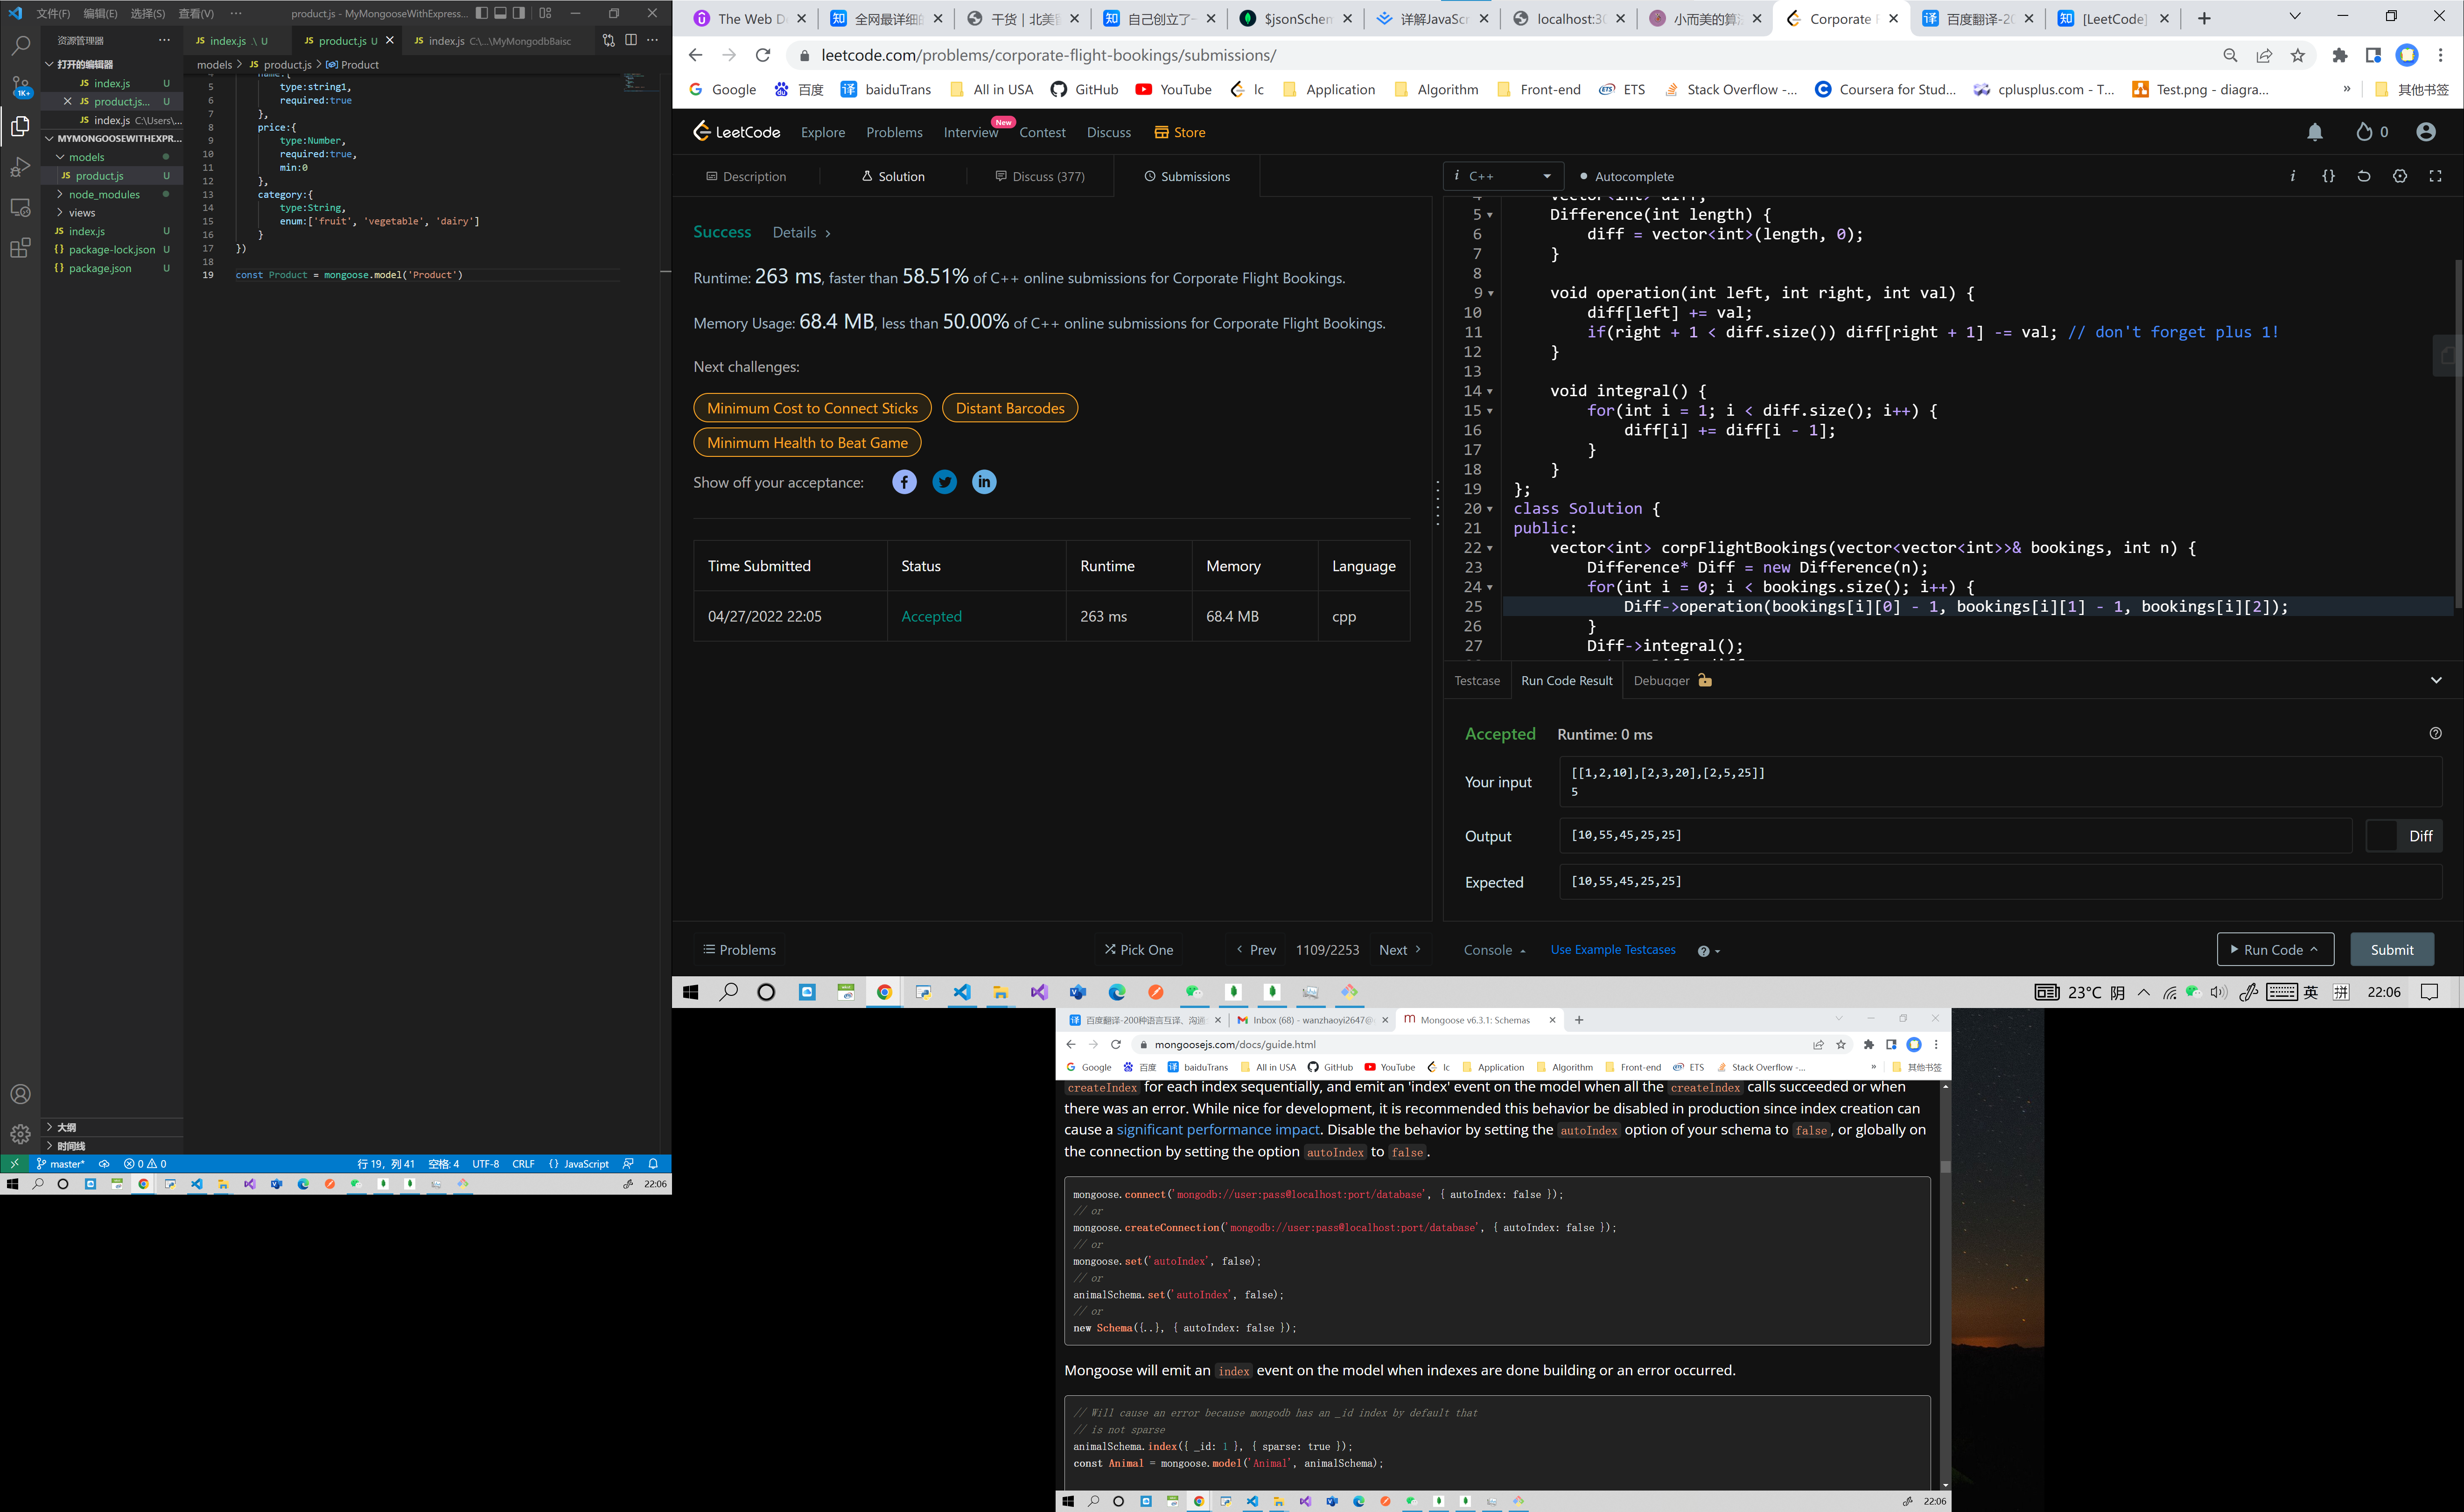 文件(F) 编辑(E) 选择(S) 查看(V) ··· product.js - MyMongooseWithExpress...
资源管理器 ···
打开的编辑器
index.js U
product.js... U
index.js C:\Users\...
MYMONGOOSEWITHEXPR...
models
JS product.js U
node_modules
views
JS index.js U
{} package-lock.json U
{} package.json U
大纲
时间线
JS index.js .\ U JS product.js U JS index.js C:\...\MyMongodbBaisc
models > JS product.js > Product
4 name:{
5 type:string1,
6 required:true
7 },
8 price:{
9 type:Number,
10 required:true,
11 min:0
12 },
13 category:{
14 type:String,
15 enum:['fruit', 'vegetable', 'dairy']
16 }
17 })
18
19 const Product = mongoose.model('Product')
1K+
master* 0 0 行 19, 列 41 空格: 4 UTF-8 CRLF {} JavaScript
22:06
The Web D 全网最详细的 干货 | 北美 自己创立了一 $jsonSchem 详解JavaScr localhost:30 小而美的算法 Corporate F 百度翻译-20 [LeetCode]
leetcode.com/problems/corporate-flight-bookings/submissions/
Google 百度 baiduTrans All in USA GitHub YouTube lc Application Algorithm Front-end ETS Stack Overflow -... Coursera for Stud... cplusplus.com - T... Test.png - diagra... » 其他书签
LeetCode Explore Problems Interview New Contest Discuss Store 0
Description Solution Discuss (377) Submissions
Success Details >
Runtime: 263 ms, faster than 58.51% of C++ online submissions for Corporate Flight Bookings.
Memory Usage: 68.4 MB, less than 50.00% of C++ online submissions for Corporate Flight Bookings.
Next challenges:
Minimum Cost to Connect Sticks Distant Barcodes
Minimum Health to Beat Game
Show off your acceptance:
Time Submitted Status Runtime Memory Language
04/27/2022 22:05 Accepted 263 ms 68.4 MB cpp
Problems Pick One < Prev 1109/2253 Next >
i C++ Autocomplete
4 vector<int> diff;
5 Difference(int length) {
6 diff = vector<int>(length, 0);
7 }
8
9 void operation(int left, int right, int val) {
10 diff[left] += val;
11 if(right + 1 < diff.size()) diff[right + 1] -= val; // don't forget plus 1!
12 }
13
14 void integral() {
15 for(int i = 1; i < diff.size(); i++) {
16 diff[i] += diff[i - 1];
17 }
18 }
19 };
20 class Solution {
21 public:
22 vector<int> corpFlightBookings(vector<vector<int>>& bookings, int n) {
23 Difference* Diff = new Difference(n);
24 for(int i = 0; i < bookings.size(); i++) {
25 Diff->operation(bookings[i][0] - 1, bookings[i][1] - 1, bookings[i][2]);
26 }
27 Diff->integral();
Testcase Run Code Result Debugger
Accepted Runtime: 0 ms
Your input
[[1,2,10],[2,3,20],[2,5,25]]
5
Output [10,55,45,25,25] Diff
Expected [10,55,45,25,25]
Console Use Example Testcases Run Code Submit
23°C 阴 英 拼 22:06
百度翻译-200种语言互译、沟通 Inbox (68) - wanzhaoyi2647@ Mongoose v6.3.1: Schemas
mongoosejs.com/docs/guide.html
Google 百度 baiduTrans All in USA GitHub YouTube lc Application Algorithm Front-end ETS Stack Overflow -... » 其他书签
createIndex for each index sequentially, and emit an 'index' event on the model when all the createIndex calls succeeded or when
there was an error. While nice for development, it is recommended this behavior be disabled in production since index creation can
cause a significant performance impact. Disable the behavior by setting the autoIndex option of your schema to false, or globally on
the connection by setting the option autoIndex to false.
mongoose.connect('mongodb://user:pass@localhost:port/database', { autoIndex: false });
// or
mongoose.createConnection('mongodb://user:pass@localhost:port/database', { autoIndex: false });
// or
mongoose.set('autoIndex', false);
// or
animalSchema.set('autoIndex', false);
// or
new Schema({..}, { autoIndex: false });
Mongoose will emit an index event on the model when indexes are done building or an error occurred.
// Will cause an error because mongodb has an _id index by default that
// is not sparse
animalSchema.index({ _id: 1 }, { sparse: true });
const Animal = mongoose.model('Animal', animalSchema);
22:06